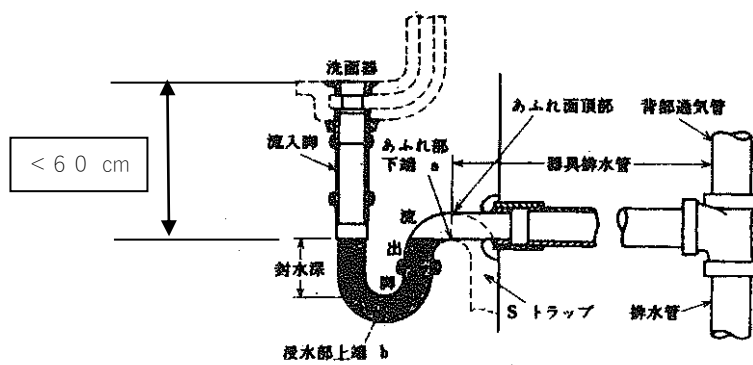 洗面器
あふれ面頂部
背部通気管
<60 cm
流入脚
あふれ部
下端 a
器具排水管
流
出
脚
封水深
S トラップ
排水管
浸水部上端 b